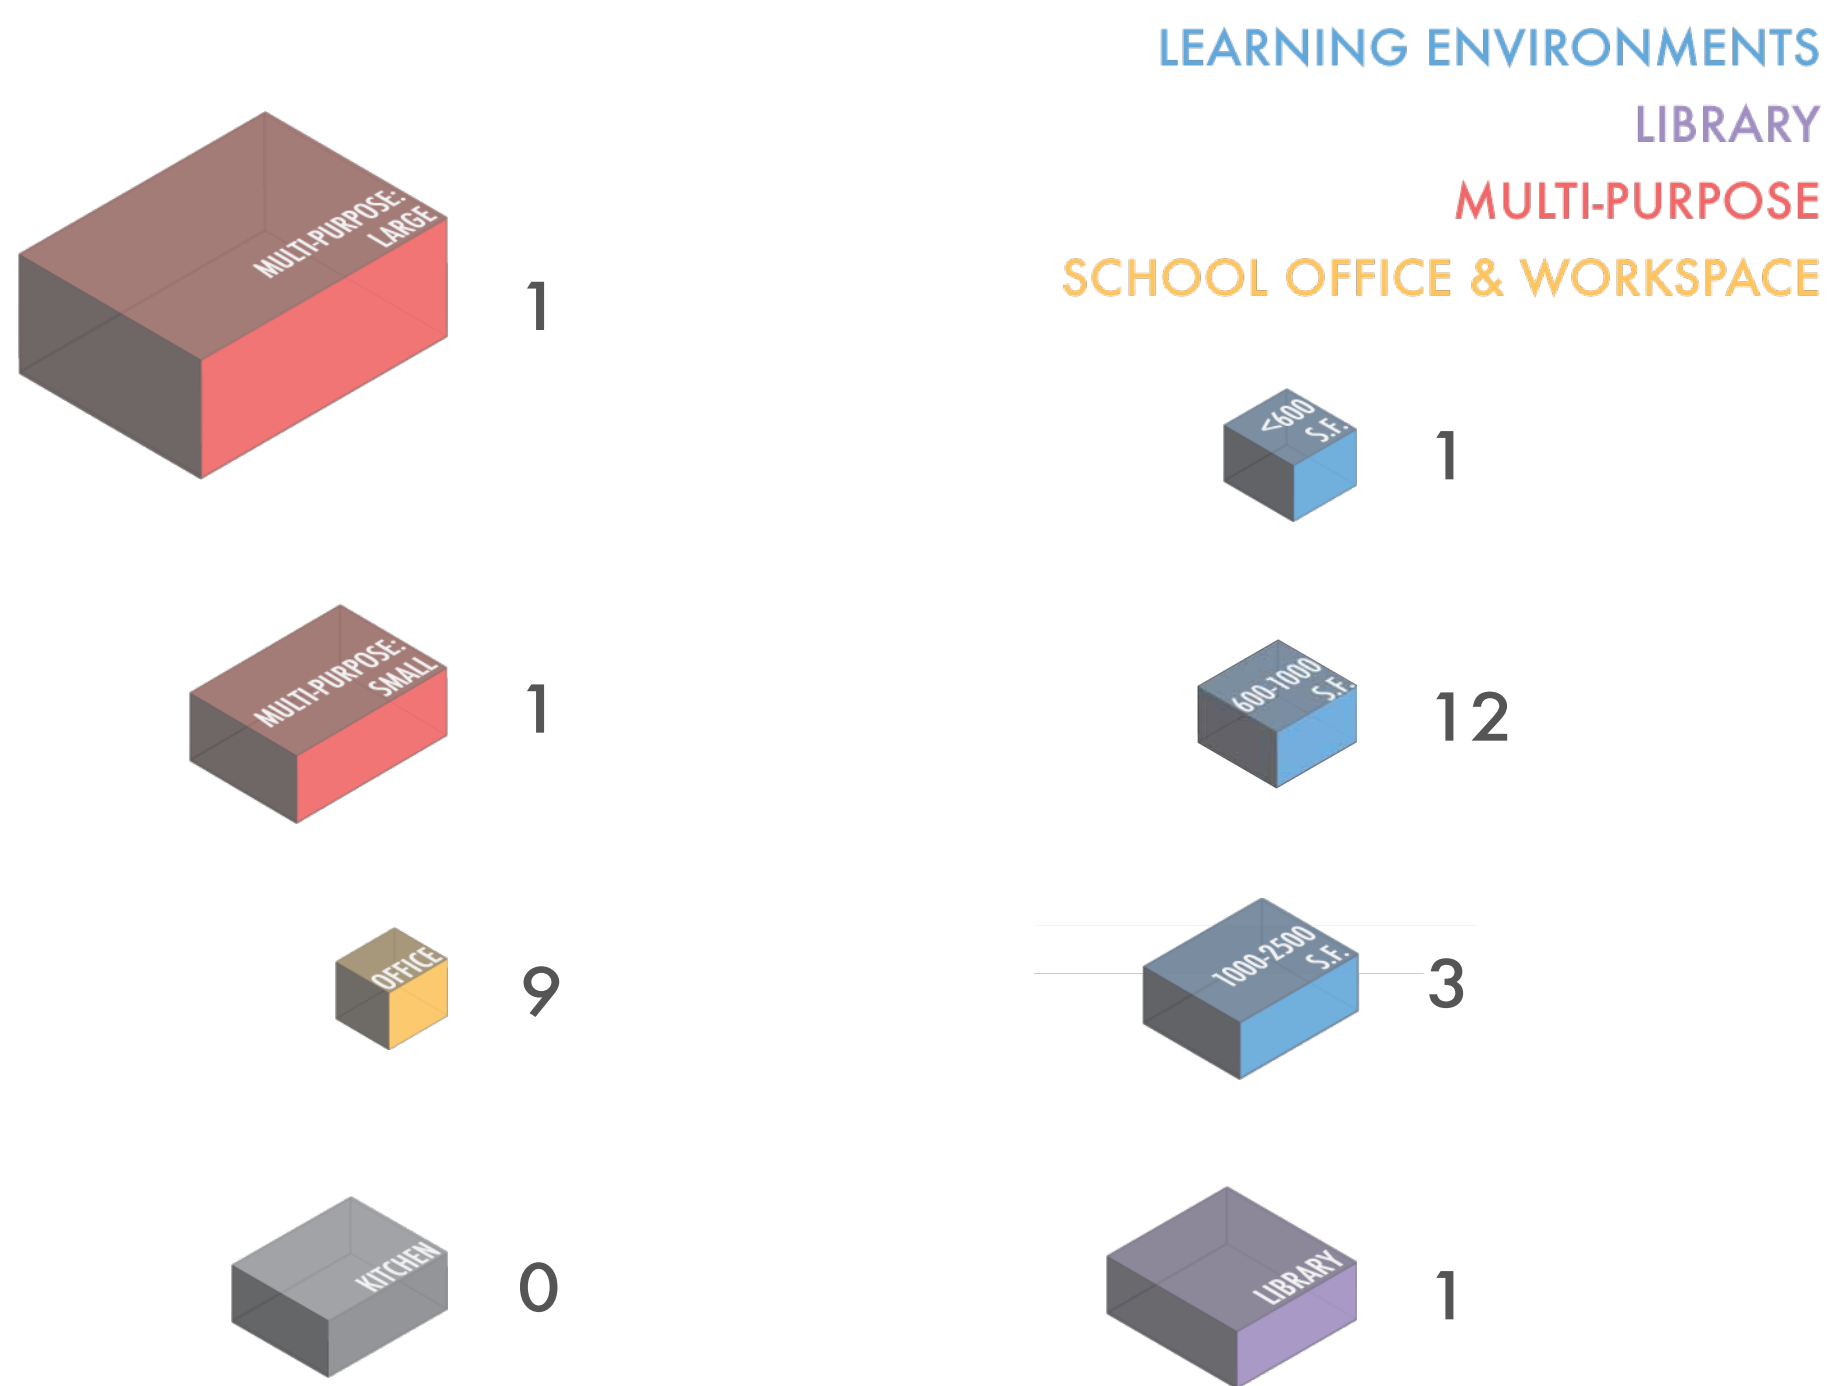 LEARNING ENVIRONMENTS
LIBRARY
MULTI-PURPOSE
SCHOOL OFFICE & WORKSPACE
MULTI-PURPOSE:
LARGE
1
MULTI-PURPOSE:
SMALL
1
OFFICE
9
KITCHEN
0
<600
S.F.
1
600-1000
S.F.
12
1000-2500
S.F.
3
LIBRARY
1